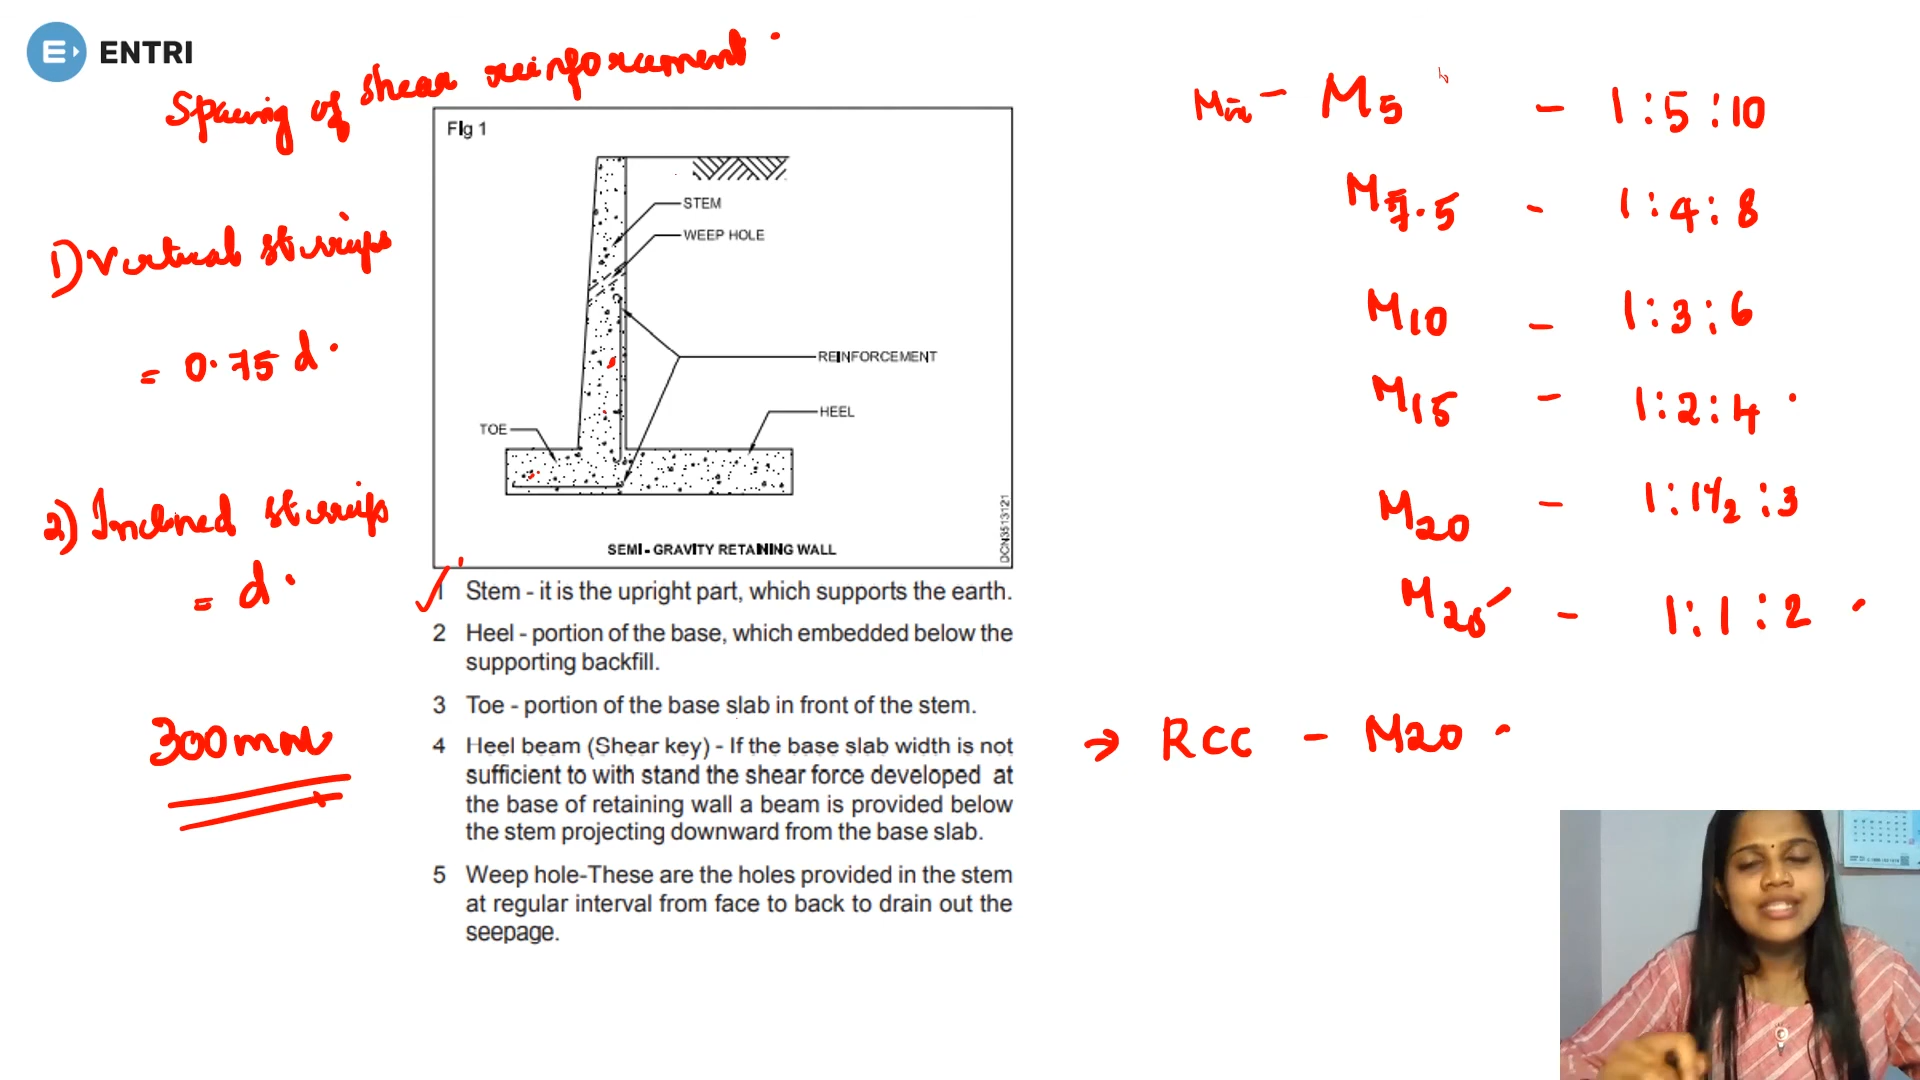 ENTRI
Spacing of shear reinforcement
1) Vertical stirrups
= 0.75 d.
2) Inclined stirrups
= d.
300mm
Fig 1
STEM
WEEP HOLE
REINFORCEMENT
HEEL
TOE
DCN3513121
SEMI - GRAVITY RETAINING WALL
1 Stem - it is the upright part, which supports the earth.
2 Heel - portion of the base, which embedded below the
supporting backfill.
3 Toe - portion of the base slab in front of the stem.
4 Heel beam (Shear key) - If the base slab width is not
sufficient to with stand the shear force developed at
the base of retaining wall a beam is provided below
the stem projecting downward from the base slab.
5 Weep hole-These are the holes provided in the stem
at regular interval from face to back to drain out the
seepage.
Min - M5 - 1:5:10
M7.5 - 1:4:8
M10 - 1:3:6
M15 - 1:2:4
M20 - 1:1½:3
M25 - 1:1:2
→ RCC - M20